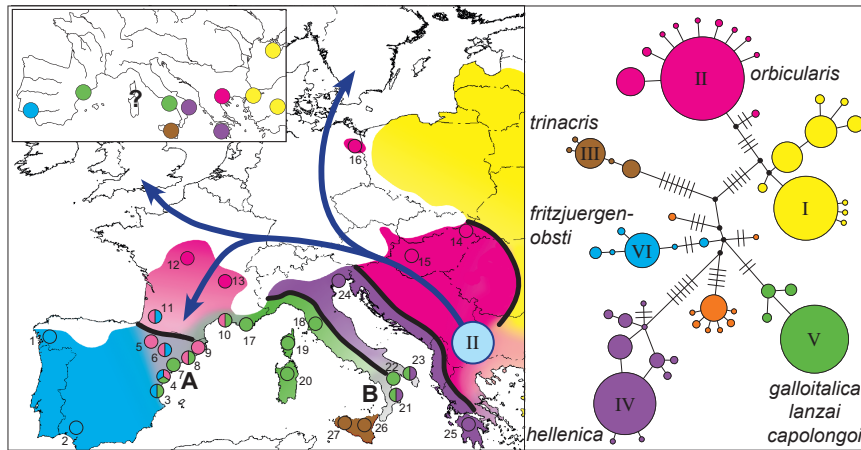 ?
16
14
15
12
13
24
11
II
1
10
17
18
5
6
9
8
7
4
3
A
19
20
22
23
B
21
2
27
26
25
II
orbicularis
trinacris
III
I
fritzjuergen-
obsti
VI
V
IV
galloitalica
lanzai
capolongoi
hellenica